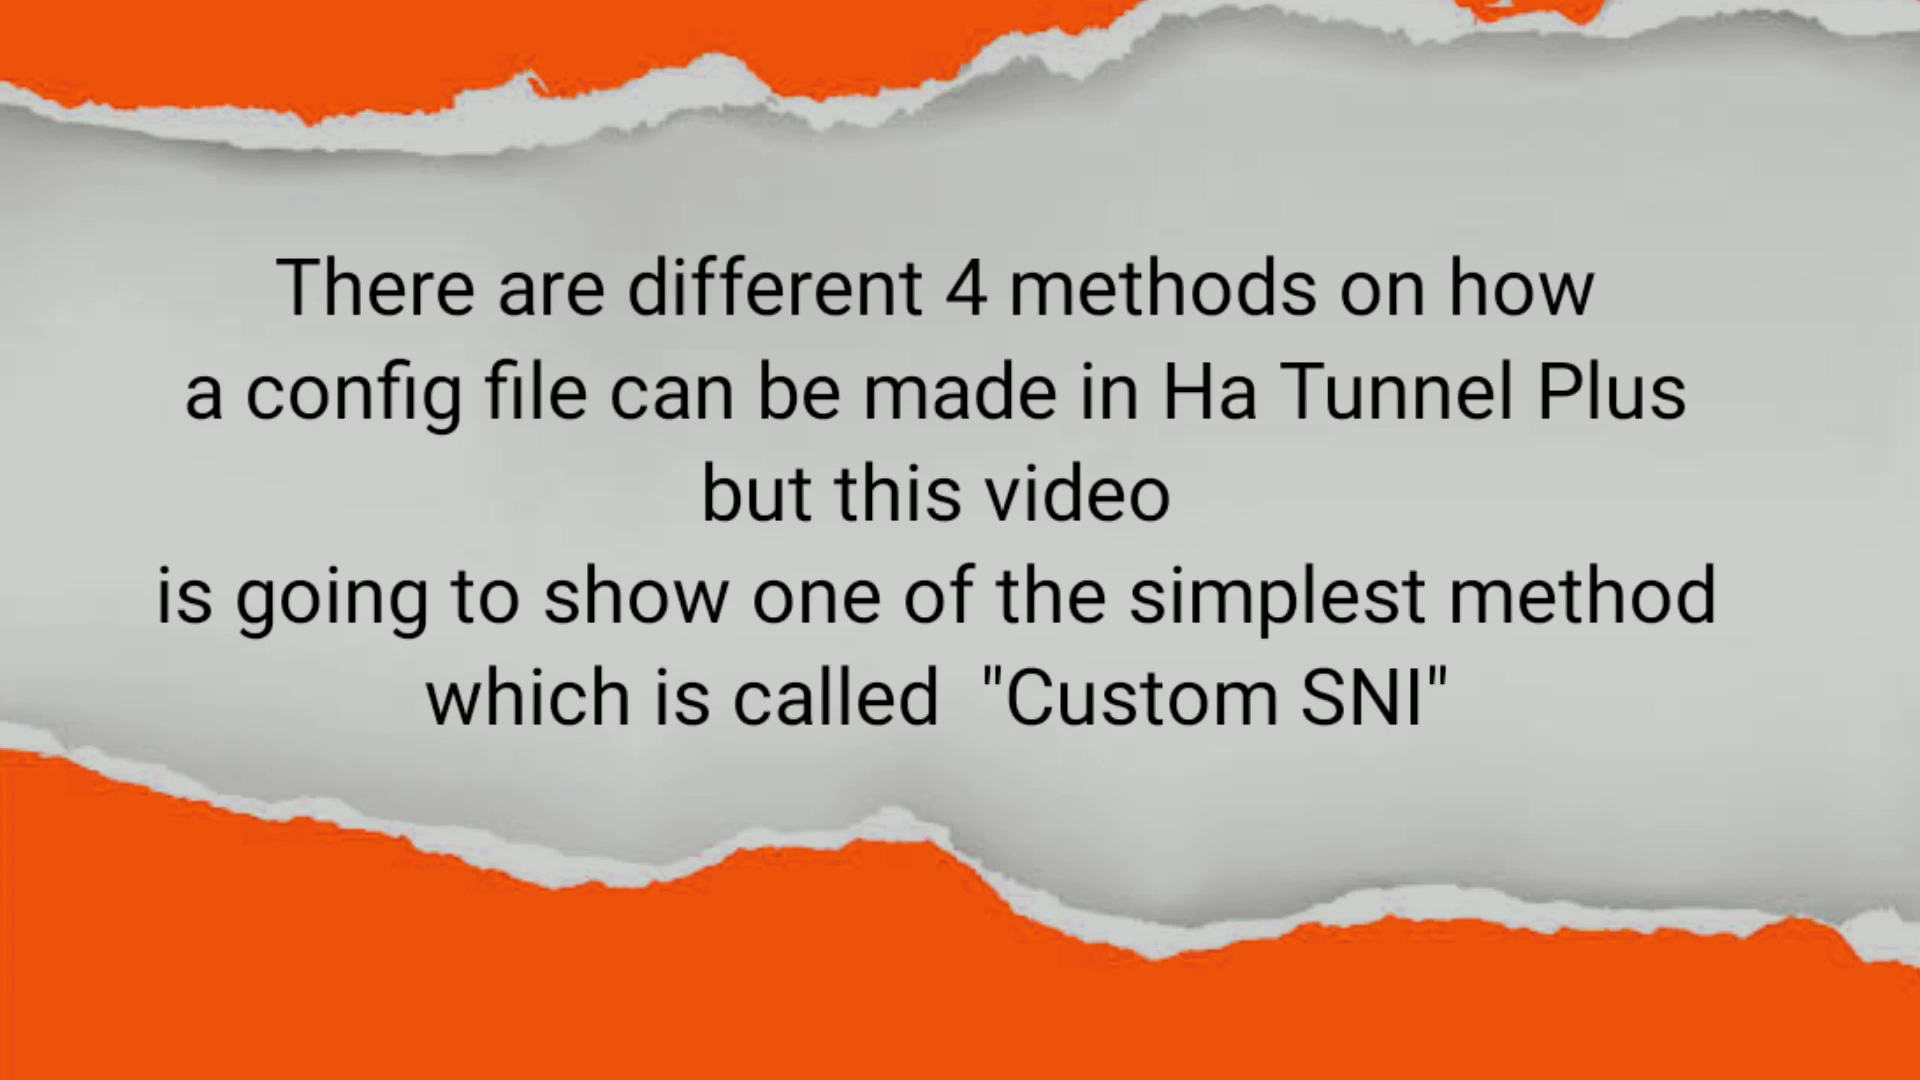 There are different 4 methods on how
a config file can be made in Ha Tunnel Plus
but this video
is going to show one of the simplest method
which is called  "Custom SNI"